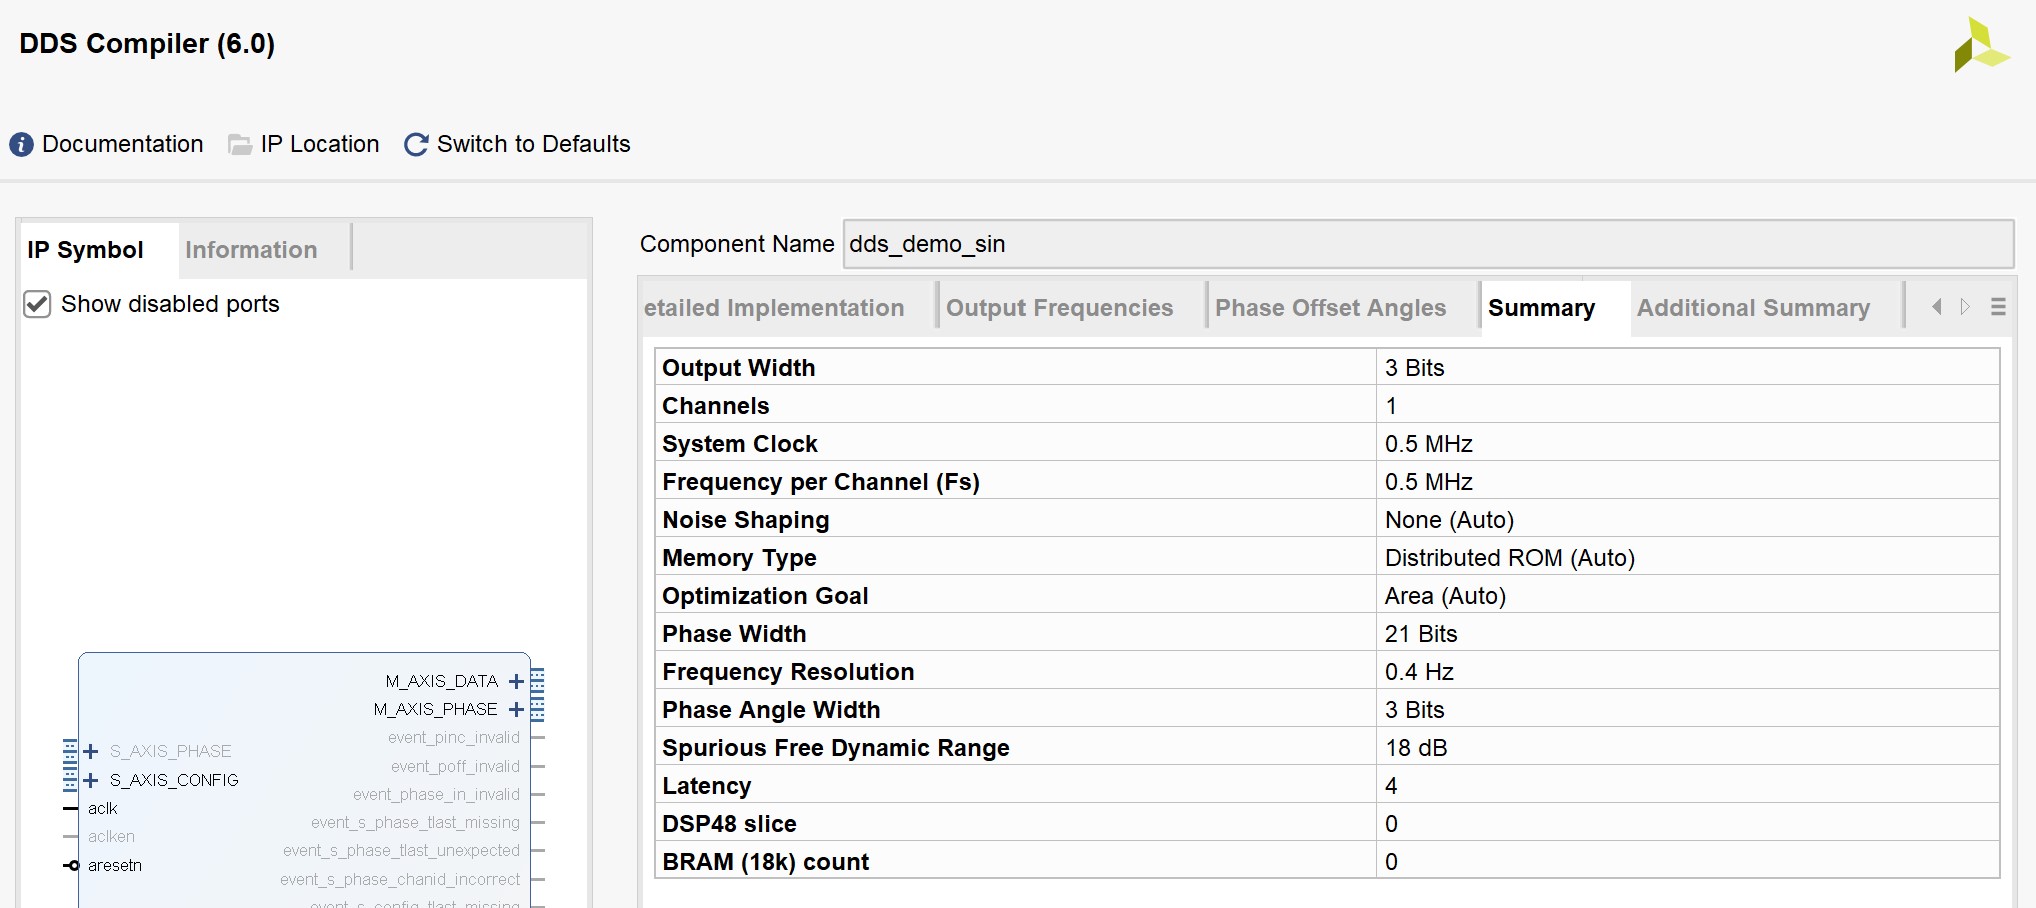 DDS Compiler (6.0)
Documentation IP Location Switch to Defaults
IP Symbol Information
Show disabled ports
M_AXIS_DATA
M_AXIS_PHASE
event_pinc_invalid
S_AXIS_PHASE
event_poff_invalid
S_AXIS_CONFIG
event_phase_in_invalid
aclk
event_s_phase_tlast_missing
aclken
event_s_phase_tlast_unexpected
aresetn
event_s_phase_chanid_incorrect
event_s_config_tlast_missing
Component Name dds_demo_sin
etailed Implementation Output Frequencies Phase Offset Angles Summary Additional Summary
Output Width 3 Bits
Channels 1
System Clock 0.5 MHz
Frequency per Channel (Fs) 0.5 MHz
Noise Shaping None (Auto)
Memory Type Distributed ROM (Auto)
Optimization Goal Area (Auto)
Phase Width 21 Bits
Frequency Resolution 0.4 Hz
Phase Angle Width 3 Bits
Spurious Free Dynamic Range 18 dB
Latency 4
DSP48 slice 0
BRAM (18k) count 0